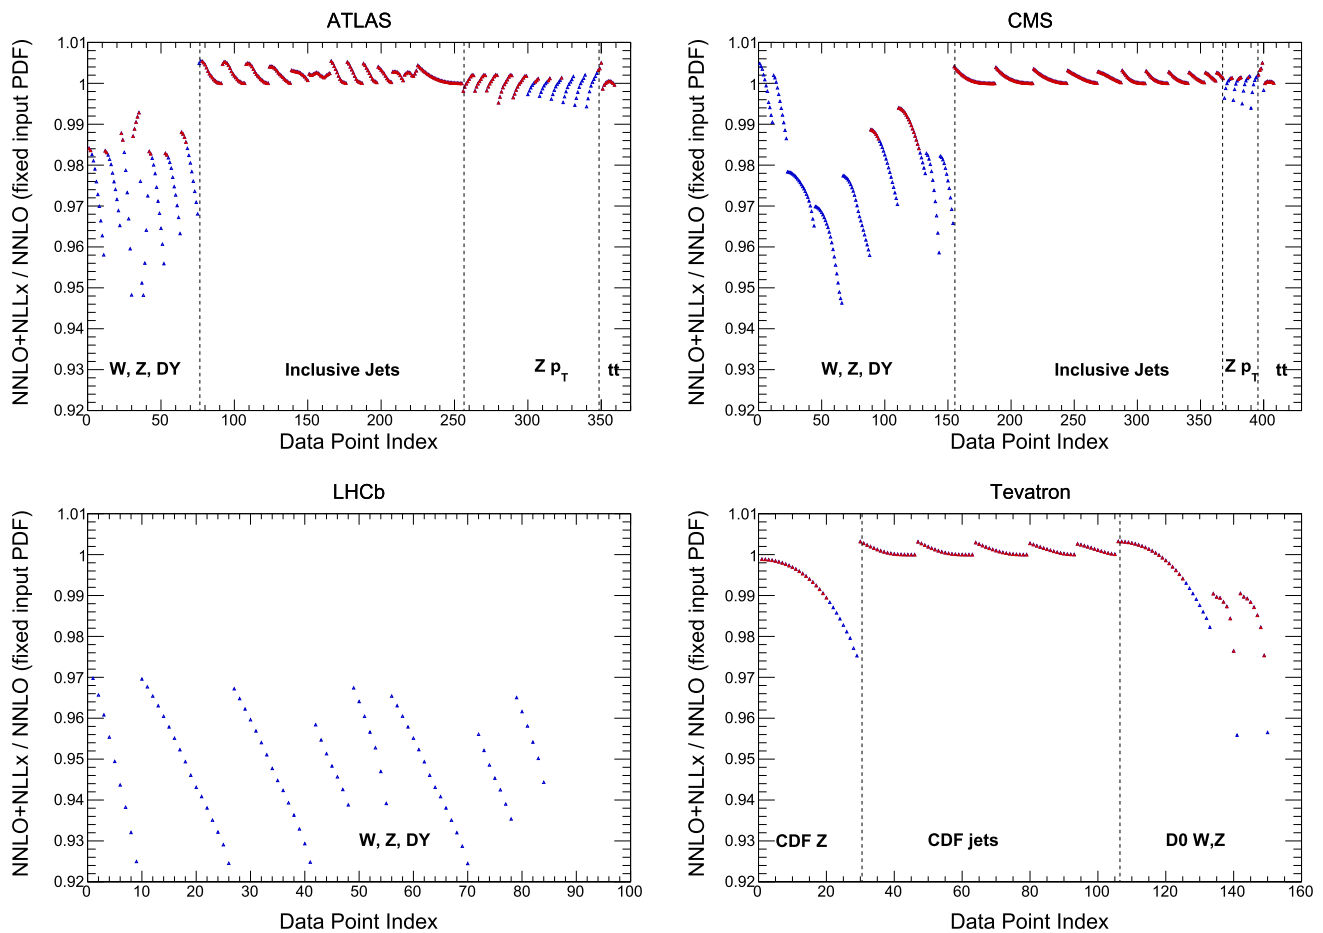 ATLAS
NNLO+NLLx / NNLO (fixed input PDF)
1.01
1
0.99
0.98
0.97
0.96
0.95
0.94
0.93
0.92
W, Z, DY
Inclusive Jets
Z p_T
tt
0 50 100 150 200 250 300 350
Data Point Index
CMS
NNLO+NLLx / NNLO (fixed input PDF)
1.01
1
0.99
0.98
0.97
0.96
0.95
0.94
0.93
0.92
W, Z, DY
Inclusive Jets
Z p_T
tt
0 50 100 150 200 250 300 350 400
Data Point Index
LHCb
NNLO+NLLx / NNLO (fixed input PDF)
1.01
1
0.99
0.98
0.97
0.96
0.95
0.94
0.93
0.92
W, Z, DY
0 10 20 30 40 50 60 70 80 90 100
Data Point Index
Tevatron
NNLO+NLLx / NNLO (fixed input PDF)
1.01
1
0.99
0.98
0.97
0.96
0.95
0.94
0.93
0.92
CDF Z
CDF jets
D0 W,Z
0 20 40 60 80 100 120 140 160
Data Point Index